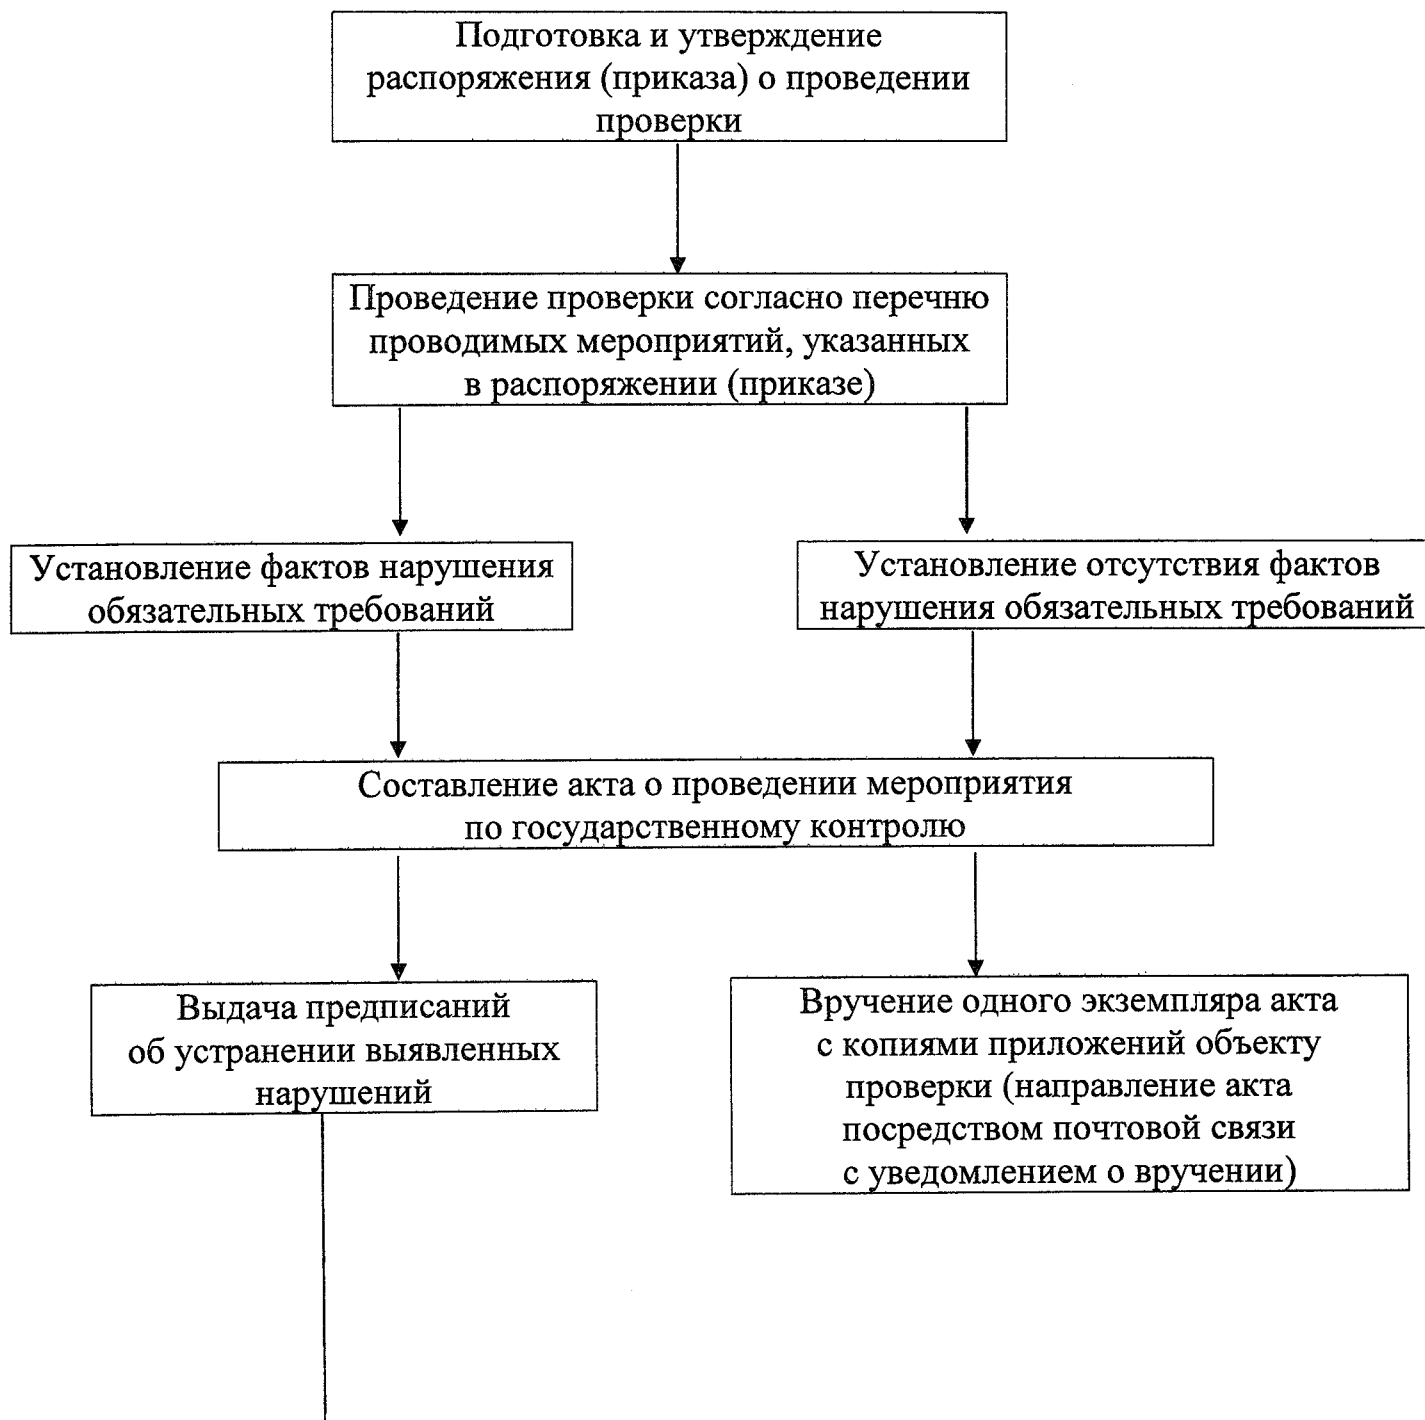 Подготовка и утверждение
распоряжения (приказа) о проведении
проверки
Проведение проверки согласно перечню
проводимых мероприятий, указанных
в распоряжении (приказе)
Установление фактов нарушения
обязательных требований
Установление отсутствия фактов
нарушения обязательных требований
Составление акта о проведении мероприятия
по государственному контролю
Выдача предписаний
об устранении выявленных
нарушений
Вручение одного экземпляра акта
с копиями приложений объекту
проверки (направление акта
посредством почтовой связи
с уведомлением о вручении)